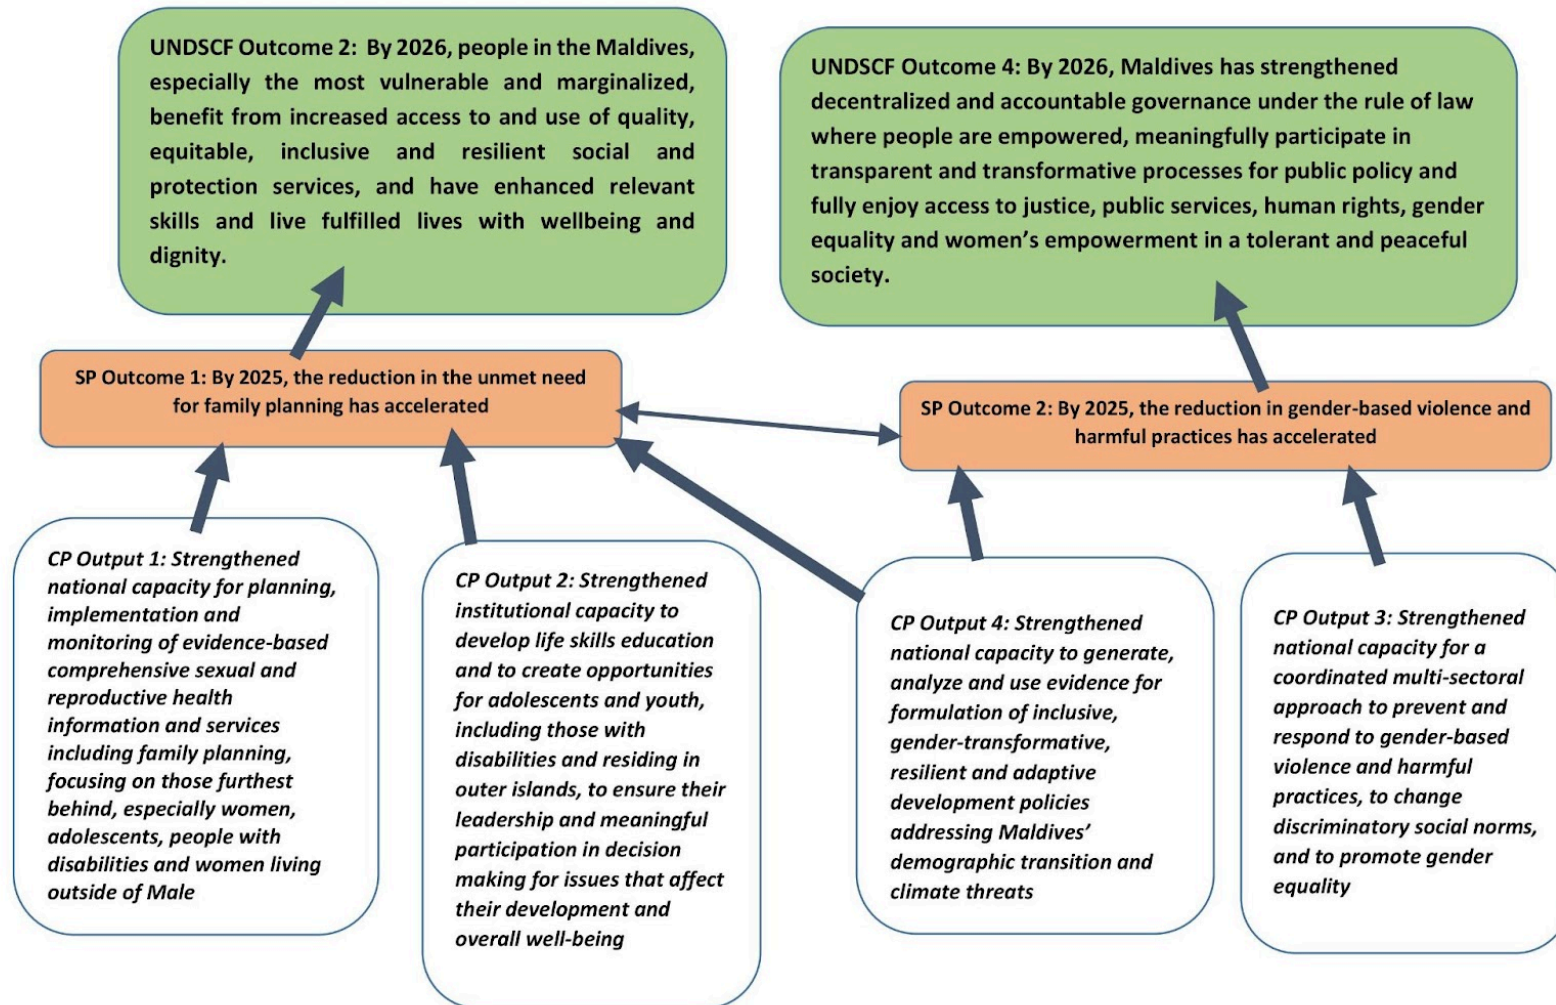 UNDSCF Outcome 2: By 2026, people in the Maldives,
especially the most vulnerable and marginalized,
benefit from increased access to and use of quality,
equitable, inclusive and resilient social and
protection services, and have enhanced relevant
skills and live fulfilled lives with wellbeing and
dignity.
UNDSCF Outcome 4: By 2026, Maldives has strengthened
decentralized and accountable governance under the rule of law
where people are empowered, meaningfully participate in
transparent and transformative processes for public policy and
fully enjoy access to justice, public services, human rights, gender
equality and women’s empowerment in a tolerant and peaceful
society.
SP Outcome 1: By 2025, the reduction in the unmet need
for family planning has accelerated
SP Outcome 2: By 2025, the reduction in gender-based violence and
harmful practices has accelerated
CP Output 1: Strengthened
national capacity for planning,
implementation and
monitoring of evidence-based
comprehensive sexual and
reproductive health
information and services
including family planning,
focusing on those furthest
behind, especially women,
adolescents, people with
disabilities and women living
outside of Male
CP Output 2: Strengthened
institutional capacity to
develop life skills education
and to create opportunities
for adolescents and youth,
including those with
disabilities and residing in
outer islands, to ensure their
leadership and meaningful
participation in decision
making for issues that affect
their development and
overall well-being
CP Output 4: Strengthened
national capacity to generate,
analyze and use evidence for
formulation of inclusive,
gender-transformative,
resilient and adaptive
development policies
addressing Maldives’
demographic transition and
climate threats
CP Output 3: Strengthened
national capacity for a
coordinated multi-sectoral
approach to prevent and
respond to gender-based
violence and harmful
practices, to change
discriminatory social norms,
and to promote gender
equality